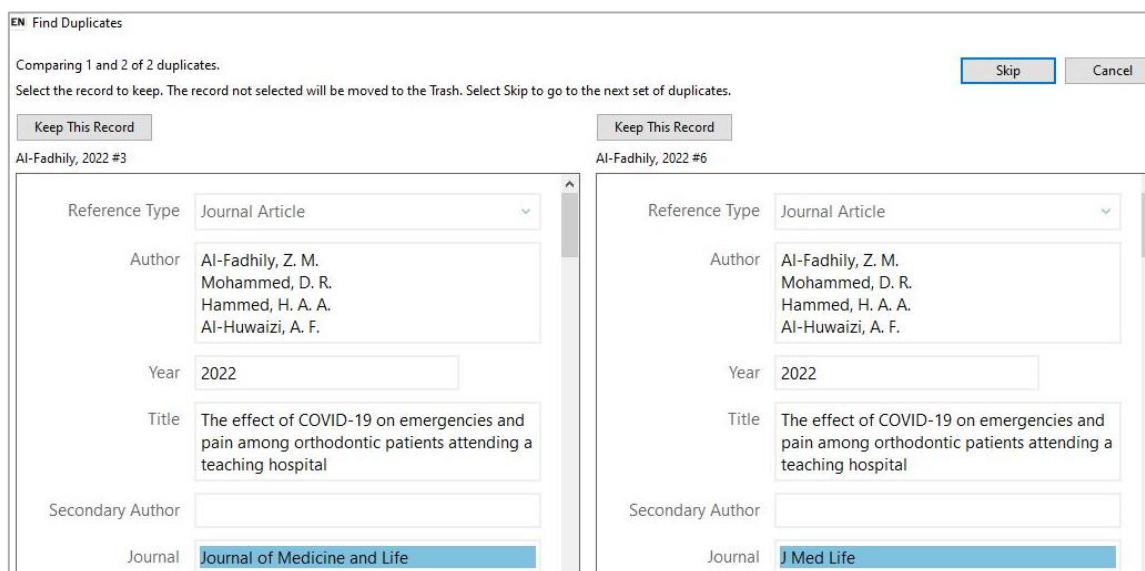 EN Find Duplicates
Comparing 1 and 2 of 2 duplicates.
Skip
Cancel
Select the record to keep. The record not selected will be moved to the Trash. Select Skip to go to the next set of duplicates.
Keep This Record
Al-Fadhily, 2022 #3
Reference Type
Journal Article
Author
Al-Fadhily, Z. M.
Mohammed, D. R.
Hammed, H. A. A.
Al-Huwaizi, A. F.
Year
2022
Title
The effect of COVID-19 on emergencies and
pain among orthodontic patients attending a
teaching hospital
Secondary Author
Journal
Journal of Medicine and Life
Keep This Record
Al-Fadhily, 2022 #6
Reference Type
Journal Article
Author
Al-Fadhily, Z. M.
Mohammed, D. R.
Hammed, H. A. A.
Al-Huwaizi, A. F.
Year
2022
Title
The effect of COVID-19 on emergencies and
pain among orthodontic patients attending a
teaching hospital
Secondary Author
Journal
J Med Life